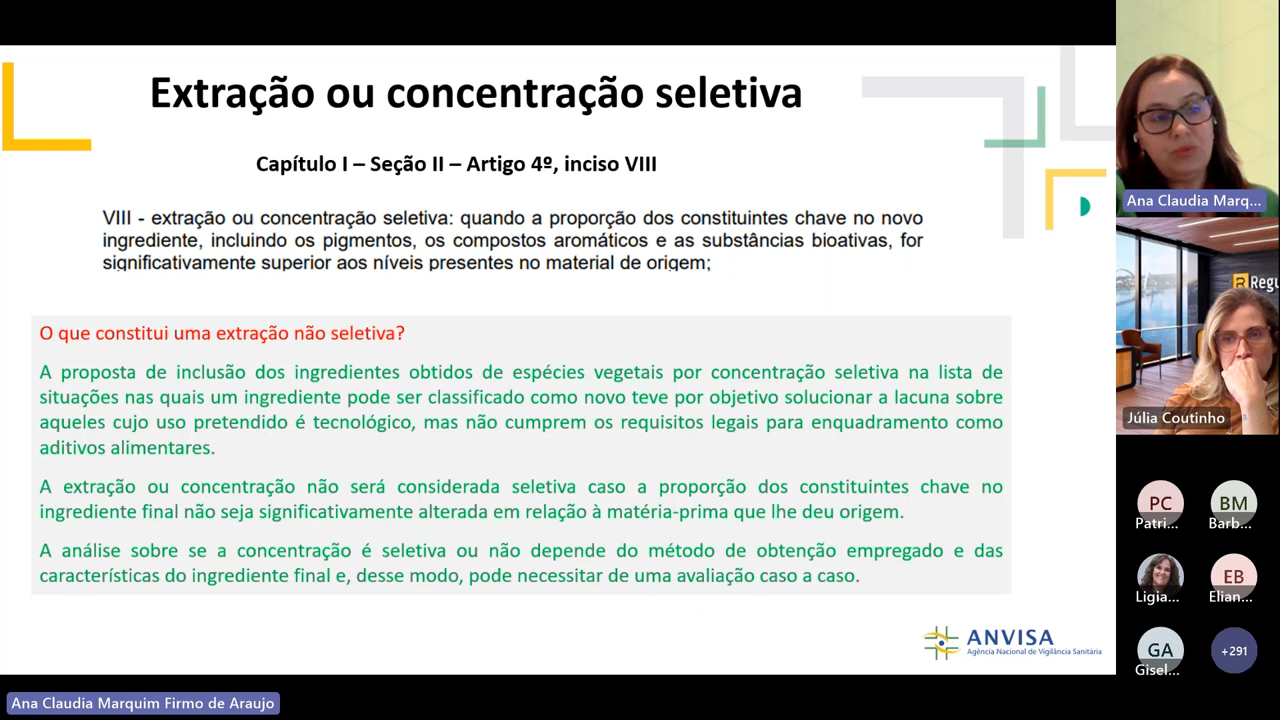 Extração ou concentração seletiva
Capítulo I – Seção II – Artigo 4º, inciso VIII
VIII - extração ou concentração seletiva: quando a proporção dos constituintes chave no novo
ingrediente, incluindo os pigmentos, os compostos aromáticos e as substâncias bioativas, for
significativamente superior aos níveis presentes no material de origem;
O que constitui uma extração não seletiva?
A proposta de inclusão dos ingredientes obtidos de espécies vegetais por concentração seletiva na lista de
situações nas quais um ingrediente pode ser classificado como novo teve por objetivo solucionar a lacuna sobre
aqueles cujo uso pretendido é tecnológico, mas não cumprem os requisitos legais para enquadramento como
aditivos alimentares.
A extração ou concentração não será considerada seletiva caso a proporção dos constituintes chave no
ingrediente final não seja significativamente alterada em relação à matéria-prima que lhe deu origem.
A análise sobre se a concentração é seletiva ou não depende do método de obtenção empregado e das
características do ingrediente final e, desse modo, pode necessitar de uma avaliação caso a caso.
ANVISA
Agência Nacional de Vigilância Sanitária
Ana Claudia Marquim Firmo de Araujo
Ana Claudia Marq...
Regu
Júlia Coutinho
PC
Patri...
BM
Barb...
Ligia...
EB
Elian...
GA
Gisel...
+291